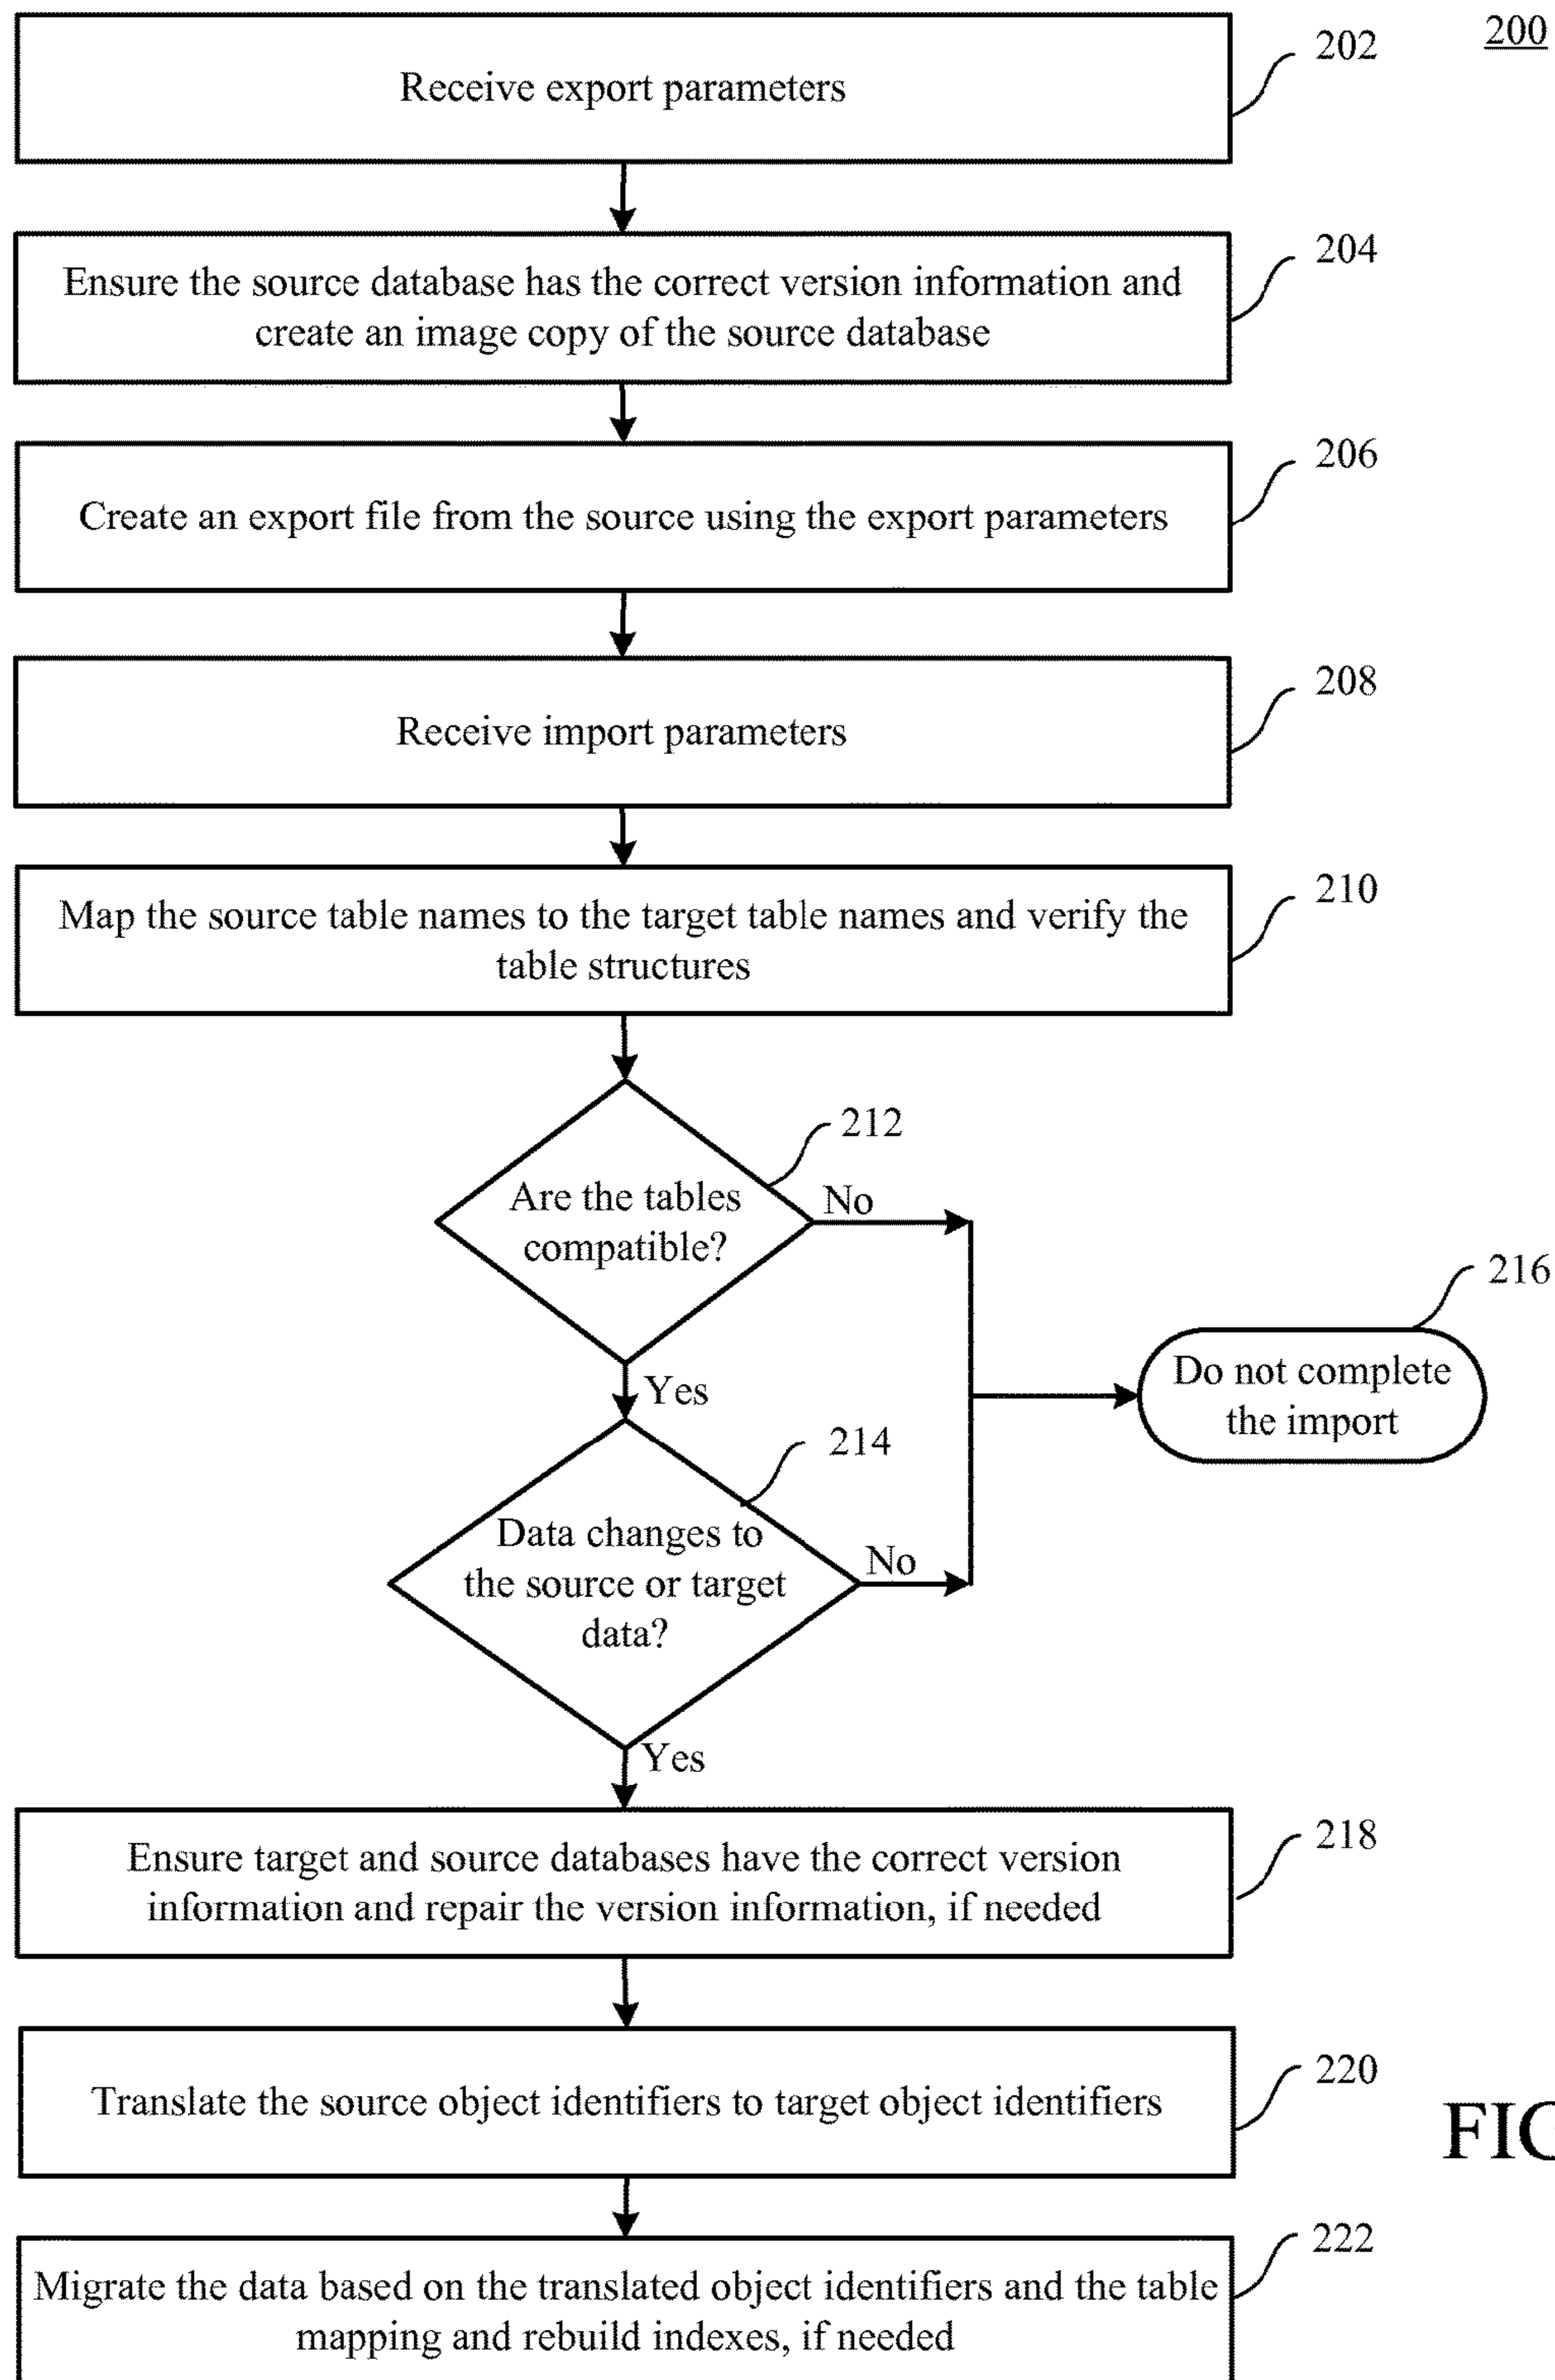 200
202
Receive export parameters
204
Ensure the source database has the correct version information and
create an image copy of the source database
206
Create an export file from the source using the export parameters
208
Receive import parameters
210
Map the source table names to the target table names and verify the
table structures
212
Are the tables
compatible?
No
Yes
216
Do not complete
the import
214
Data changes to
the source or target
data?
No
Yes
218
Ensure target and source databases have the correct version
information and repair the version information, if needed
220
Translate the source object identifiers to target object identifiers
222
Migrate the data based on the translated object identifiers and the table
mapping and rebuild indexes, if needed